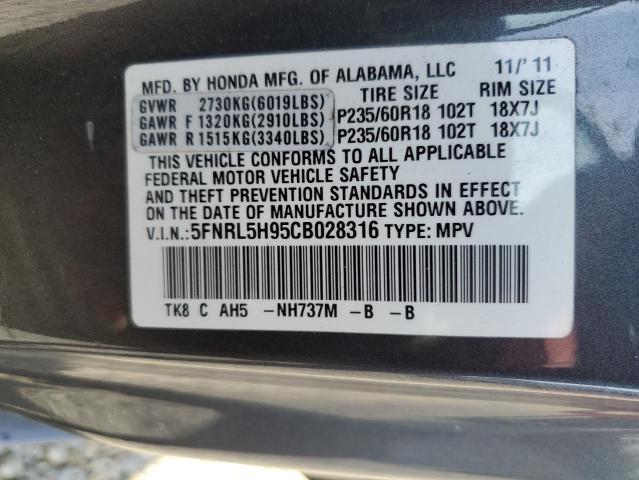 MFD. BY HONDA MFG. OF ALABAMA, LLC 11/'11
TIRE SIZE RIM SIZE
GVWR 2730KG(6019LBS)
GAWR F 1320KG(2910LBS) P235/60R18 102T 18X7J
GAWR R 1515KG(3340LBS) P235/60R18 102T 18X7J
THIS VEHICLE CONFORMS TO ALL APPLICABLE
FEDERAL MOTOR VEHICLE SAFETY
AND THEFT PREVENTION STANDARDS IN EFFECT
ON THE DATE OF MANUFACTURE SHOWN ABOVE.
V.I.N.:5FNRL5H95CB028316 TYPE: MPV
TK8 C AH5 -NH737M -B -B